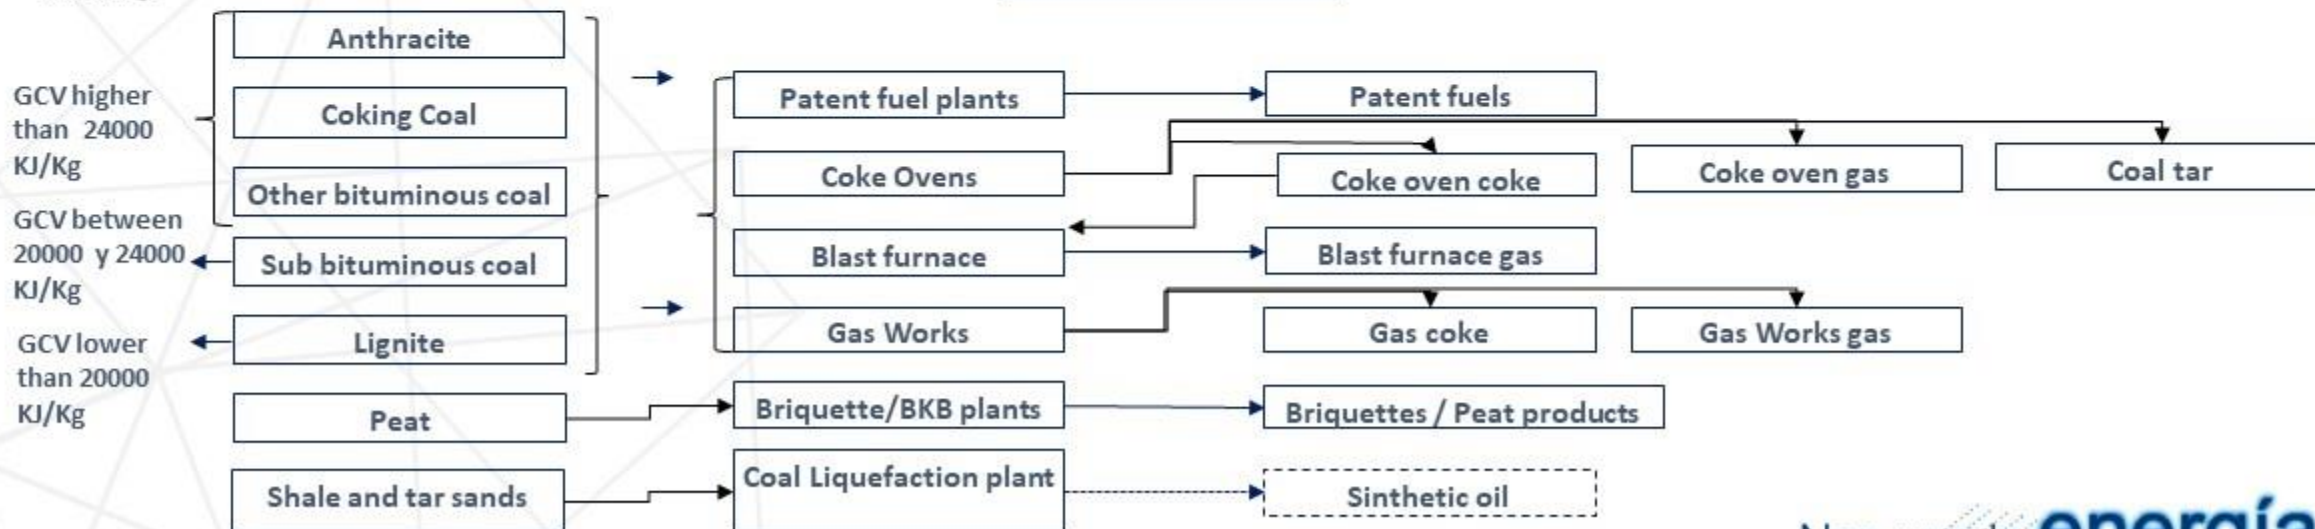 Anthracite
GCV higher
than 24000
KJ/Kg
Coking Coal
Other bituminous coal
GCV between
20000 y 24000
KJ/Kg
Sub bituminous coal
GCV lower
than 20000
KJ/Kg
Lignite
Peat
Shale and tar sands
Patent fuel plants
Patent fuels
Coke Ovens
Coke oven coke
Coke oven gas
Coal tar
Blast furnace
Blast furnace gas
Gas Works
Gas coke
Gas Works gas
Briquette/BKB plants
Briquettes / Peat products
Coal Liquefaction plant
Sinthetic oil
energía